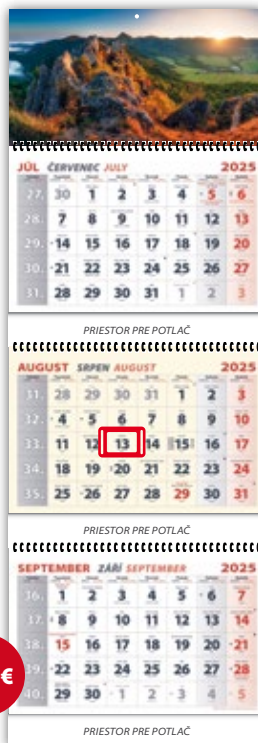 JÚL ČERVENEC JULY 2025
27. 30 1 2 3 4 5 6
28. 7 8 9 10 11 12 13
29. 14 15 16 17 18 19 20
30. 21 22 23 24 25 26 27
31. 28 29 30 31 1 2 3
PRIESTOR PRE POTLAČ
AUGUST SRPEN AUGUST 2025
31. 28 29 30 31 1 2 3
32. 4 5 6 7 8 9 10
33. 11 12 13 14 15 16 17
34. 18 19 20 21 22 23 24
35. 25 26 27 28 29 30 31
PRIESTOR PRE POTLAČ
SEPTEMBER ZÁŘÍ SEPTEMBER 2025
36. 1 2 3 4 5 6 7
37. 8 9 10 11 12 13 14
38. 15 16 17 18 19 20 21
39. 22 23 24 25 26 27 28
€
40. 29 30 1 2 3 4 5
PRIESTOR PRE POTLAČ